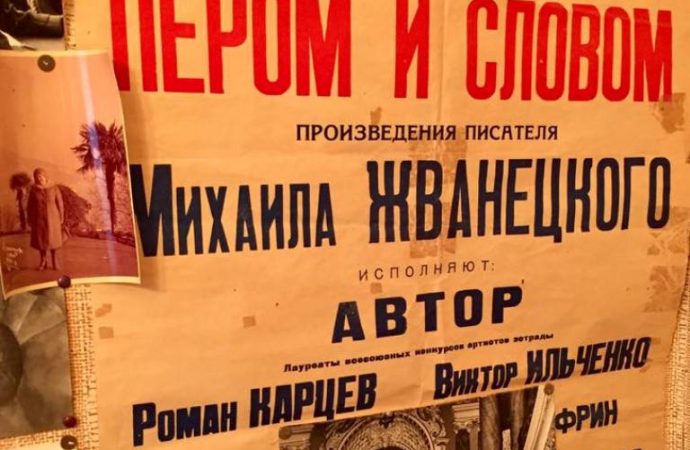 ПЕРОМ И СЛОВОМ
ПРОИЗВЕДЕНИЯ ПИСАТЕЛЯ
МИХАИЛА ЖВАНЕЦКОГО
ИСПОЛНЯЮТ:
АВТОР
Лауреаты всесоюзных конкурсов артистов эстрады
РОМАН КАРЦЕВ ВИКТОР ИЛЬЧЕНКО
ФРИН